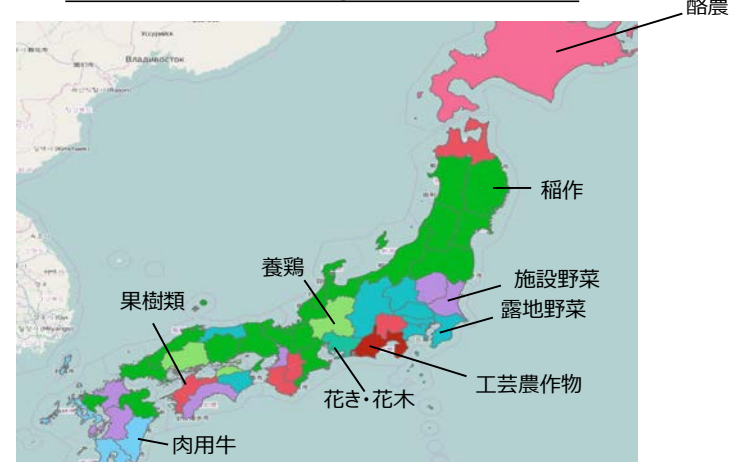 酪農
Уссурийск
Владивосток
稲作
養鶏
施設野菜
果樹類
露地野菜
工芸農作物
花き・花木
肉用牛